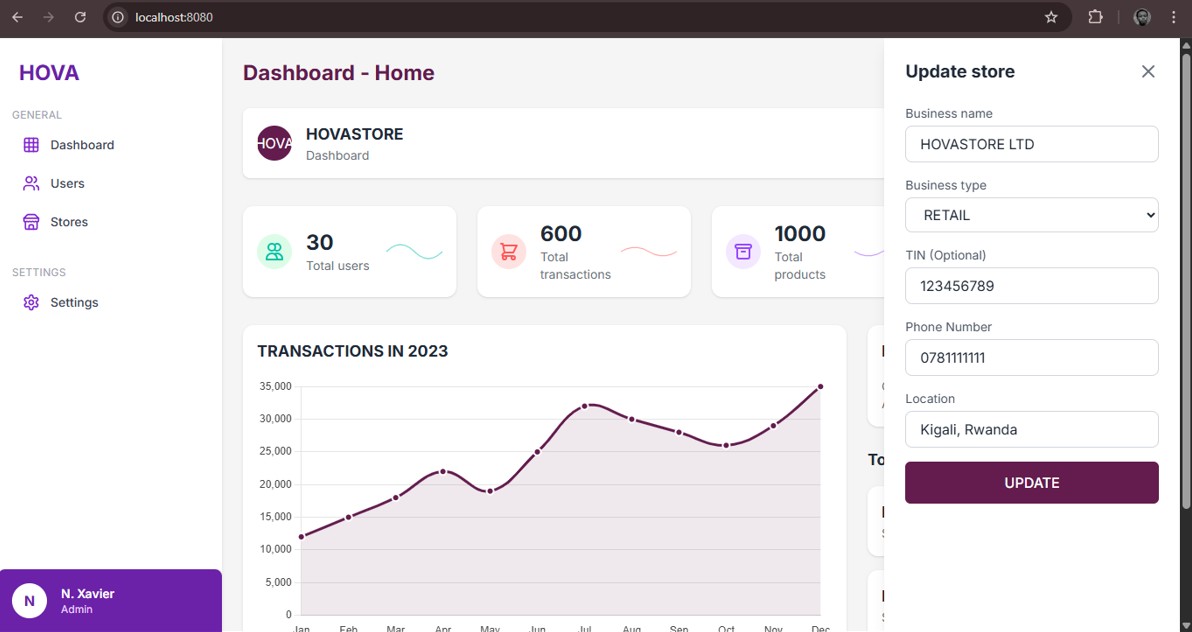 localhost:8080
HOVA
GENERAL
Dashboard
Users
Stores
SETTINGS
Settings
N
N. Xavier
Admin
Dashboard - Home
HOVA
HOVASTORE
Dashboard
30
Total users
600
Total
transactions
1000
Total
products
TRANSACTIONS IN 2023
35,000
30,000
25,000
20,000
15,000
10,000
5,000
0
Jan Feb Mar Apr May Jun Jul Aug Sep Oct Nov Dec
To
Update store
Business name
HOVASTORE LTD
Business type
RETAIL
TIN (Optional)
123456789
Phone Number
0781111111
Location
Kigali, Rwanda
UPDATE